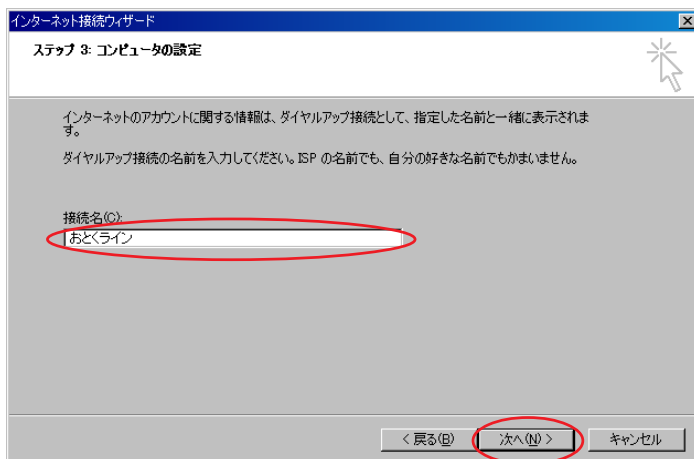 インターネット接続ウィザード
ステップ 3: コンピュータの設定
インターネットのアカウントに関する情報は、ダイヤルアップ接続として、指定した名前と一緒に表示されま
す。
ダイヤルアップ接続の名前を入力してください。ISP の名前でも、自分の好きな名前でもかまいません。
接続名(C):
おとくライン
< 戻る(B) 次へ(N) > キャンセル